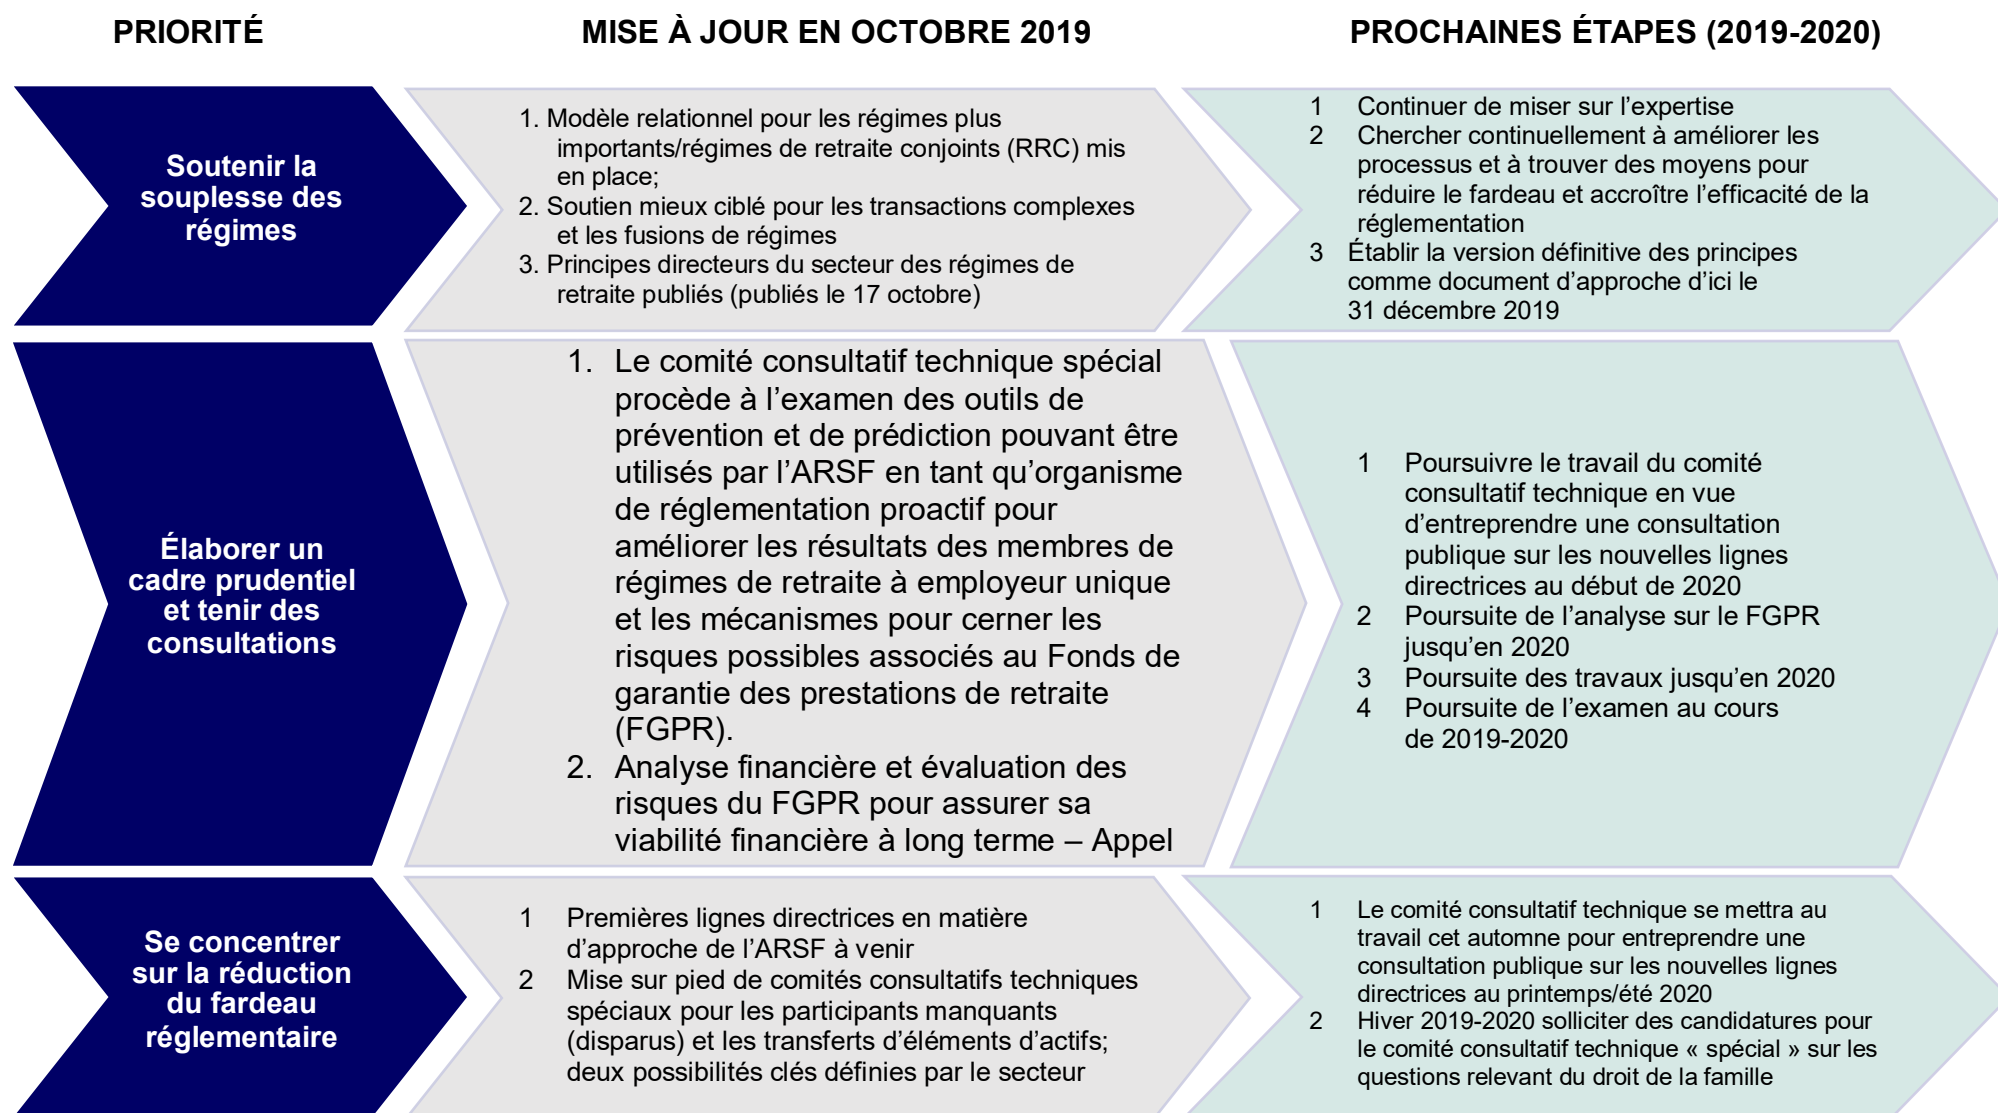 PRIORITÉ
MISE À JOUR EN OCTOBRE 2019
PROCHAINES ÉTAPES (2019-2020)
Soutenir la
souplesse des
régimes
1. Modèle relationnel pour les régimes plus
importants/régimes de retraite conjoints (RRC) mis
en place;
2. Soutien mieux ciblé pour les transactions complexes
et les fusions de régimes
3. Principes directeurs du secteur des régimes de
retraite publiés (publiés le 17 octobre)
1 Continuer de miser sur l’expertise
2 Chercher continuellement à améliorer les
processus et à trouver des moyens pour
réduire le fardeau et accroître l’efficacité de la
réglementation
3 Établir la version définitive des principes
comme document d’approche d’ici le
31 décembre 2019
Élaborer un
cadre prudentiel
et tenir des
consultations
1. Le comité consultatif technique spécial
procède à l’examen des outils de
prévention et de prédiction pouvant être
utilisés par l’ARSF en tant qu’organisme
de réglementation proactif pour
améliorer les résultats des membres de
régimes de retraite à employeur unique
et les mécanismes pour cerner les
risques possibles associés au Fonds de
garantie des prestations de retraite
(FGPR).
2. Analyse financière et évaluation des
risques du FGPR pour assurer sa
viabilité financière à long terme – Appel
1 Poursuivre le travail du comité
consultatif technique en vue
d’entreprendre une consultation
publique sur les nouvelles lignes
directrices au début de 2020
2 Poursuite de l’analyse sur le FGPR
jusqu’en 2020
3 Poursuite des travaux jusqu’en 2020
4 Poursuite de l’examen au cours
de 2019-2020
Se concentrer
sur la réduction
du fardeau
réglementaire
1 Premières lignes directrices en matière
d’approche de l’ARSF à venir
2 Mise sur pied de comités consultatifs techniques
spéciaux pour les participants manquants
(disparus) et les transferts d’éléments d’actifs;
deux possibilités clés définies par le secteur
1 Le comité consultatif technique se mettra au
travail cet automne pour entreprendre une
consultation publique sur les nouvelles lignes
directrices au printemps/été 2020
2 Hiver 2019-2020 solliciter des candidatures pour
le comité consultatif technique « spécial » sur les
questions relevant du droit de la famille